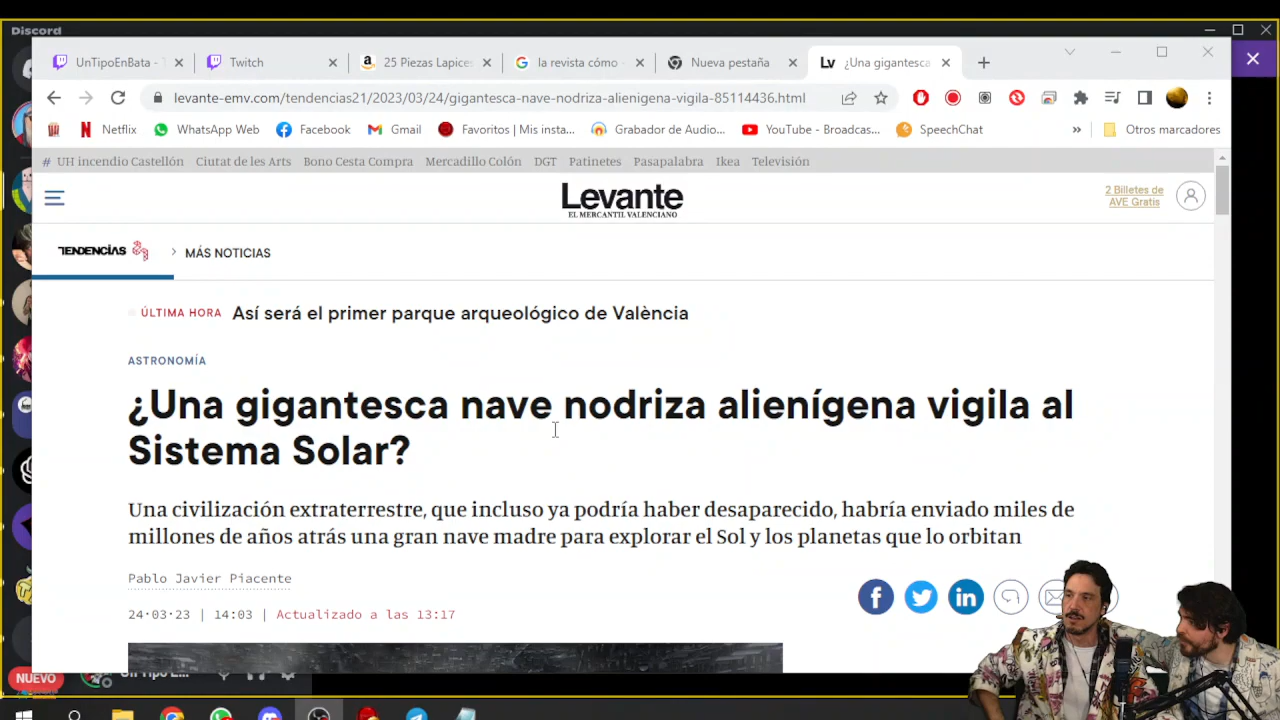 Discord
UnTipoEnBata -
Twitch
25 Piezas Lapices
la revista cómo
Nueva pestaña
Lv ¿Una gigantesca
levante-emv.com/tendencias21/2023/03/24/gigantesca-nave-nodriza-alienigena-vigila-85114436.html
Netflix
WhatsApp Web
Facebook
Gmail
Favoritos | Mis insta...
Grabador de Audio...
YouTube - Broadcas...
SpeechChat
»
Otros marcadores
# UH incendio Castellón Ciutat de les Arts Bono Cesta Compra Mercadillo Colón DGT Patinetes Pasapalabra Ikea Televisión
Levante
EL MERCANTIL VALENCIANO
2 Billetes de
AVE Gratis
TENDENCIAS 21
MÁS NOTICIAS
ÚLTIMA HORA Así será el primer parque arqueológico de València
ASTRONOMÍA
¿Una gigantesca nave nodriza alienígena vigila al
Sistema Solar?
Una civilización extraterrestre, que incluso ya podría haber desaparecido, habría enviado miles de
millones de años atrás una gran nave madre para explorar el Sol y los planetas que lo orbitan
Pablo Javier Piacente
24·03·23 | 14:03 | Actualizado a las 13:17
NUEVO
Un Tipo E...